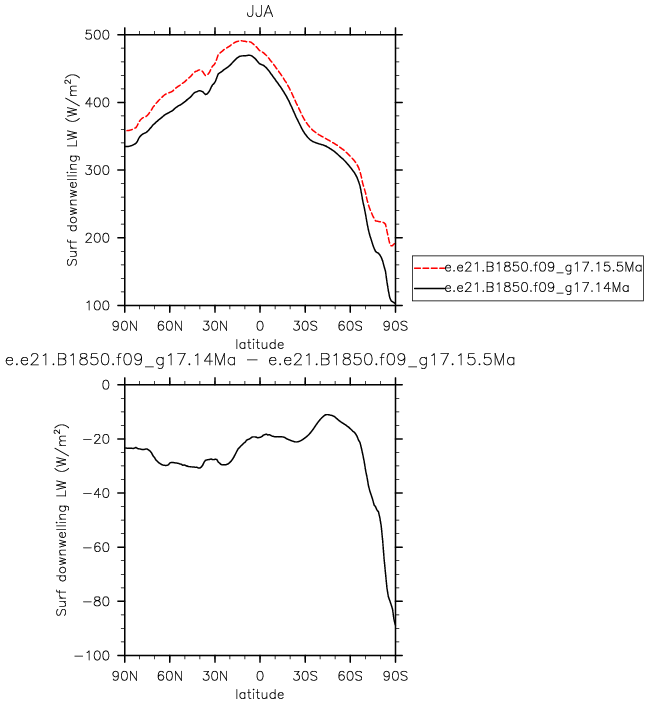 JJA
500
400
300
200
100
Surf downwelling LW (W/m²)
90N 60N 30N 0 30S 60S 90S
latitude
e.e21.B1850.f09_g17.15.5Ma
e.e21.B1850.f09_g17.14Ma
e.e21.B1850.f09_g17.14Ma − e.e21.B1850.f09_g17.15.5Ma
0
−20
−40
−60
−80
−100
Surf downwelling LW (W/m²)
90N 60N 30N 0 30S 60S 90S
latitude